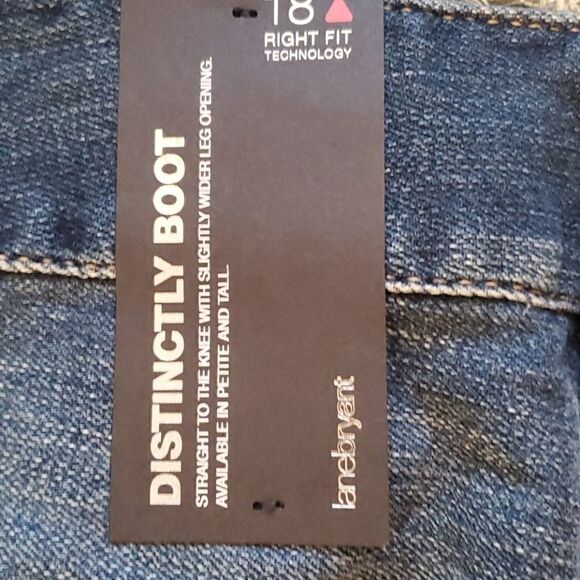 18
RIGHT FIT
TECHNOLOGY
DISTINCTLY BOOT
STRAIGHT TO THE KNEE WITH SLIGHTLY WIDER LEG OPENING.
AVAILABLE IN PETITE AND TALL.
lanebryant